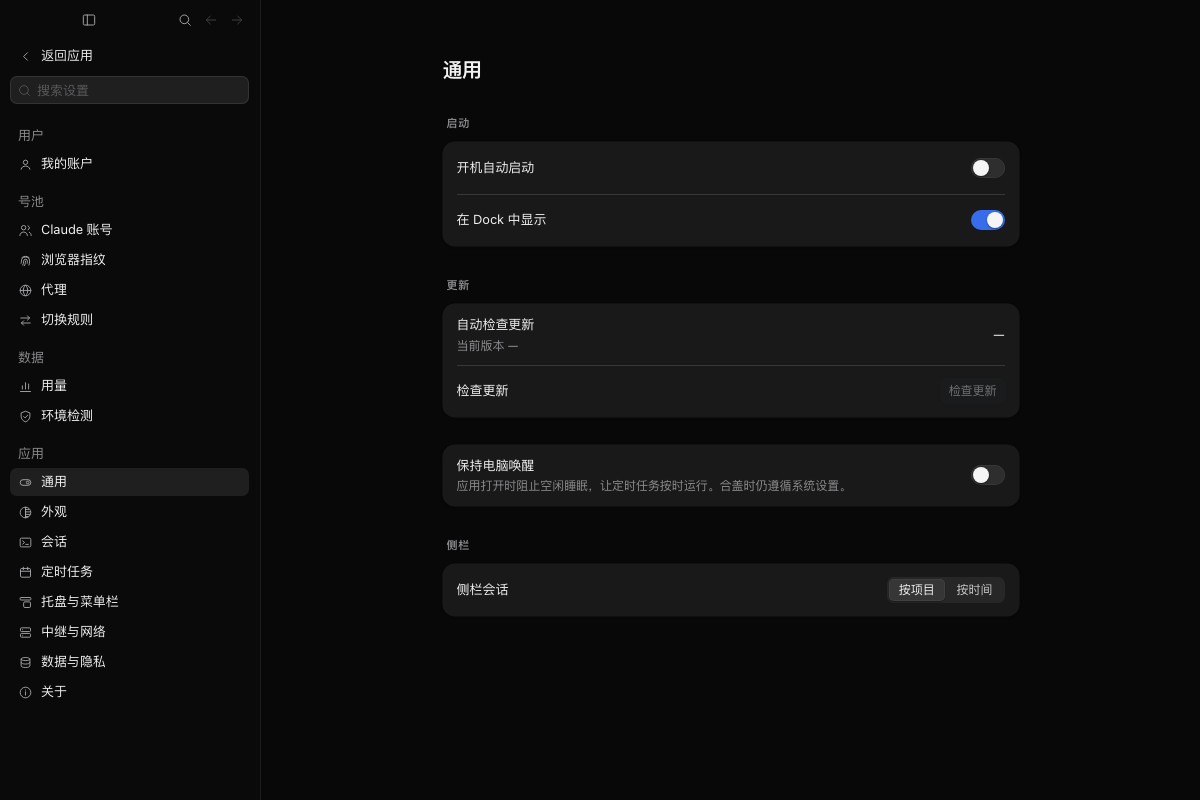 返回应用
搜索设置
用户
我的账户
号池
Claude 账号
浏览器指纹
代理
切换规则
数据
用量
环境检测
应用
通用
外观
会话
定时任务
托盘与菜单栏
中继与网络
数据与隐私
关于
通用
启动
开机自动启动
在 Dock 中显示
更新
自动检查更新
当前版本 —
—
检查更新
检查更新
保持电脑唤醒
应用打开时阻止空闲睡眠，让定时任务按时运行。合盖时仍遵循系统设置。
侧栏
侧栏会话
按项目
按时间